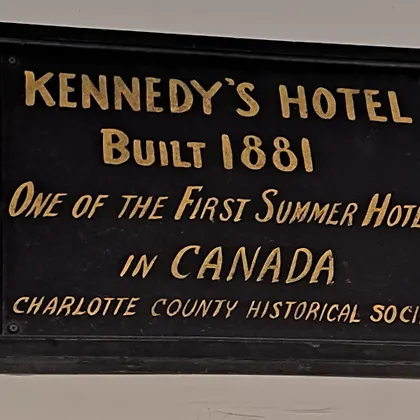 KENNEDY'S HOTEL
BUILT 1881
ONE OF THE FIRST SUMMER HOTE
IN CANADA
CHARLOTTE COUNTY HISTORICAL SOCI